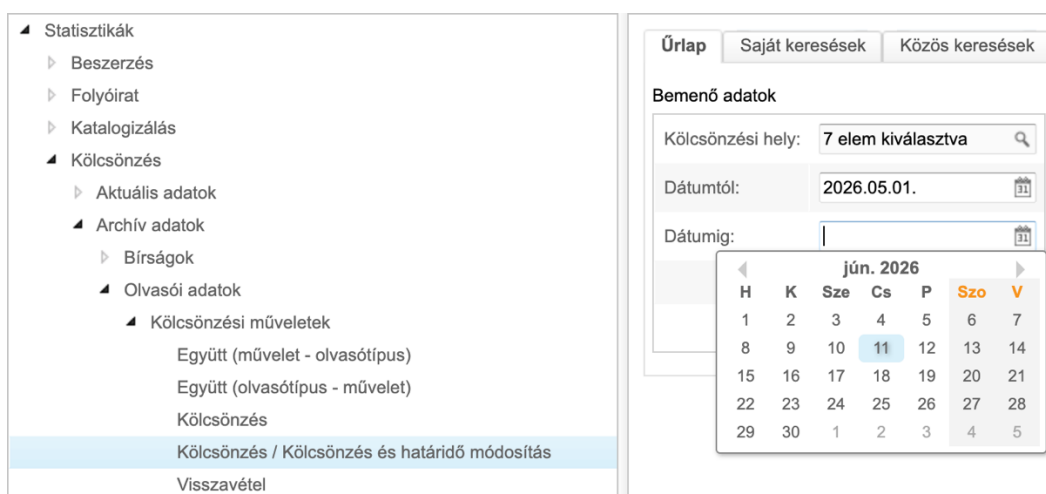 Statisztikák
Beszerzés
Folyóirat
Katalogizálás
Kölcsönzés
Aktuális adatok
Archív adatok
Bírságok
Olvasói adatok
Kölcsönzési műveletek
Együtt (művelet - olvasótípus)
Együtt (olvasótípus - művelet)
Kölcsönzés
Kölcsönzés / Kölcsönzés és határidő módosítás
Visszavétel
Űrlap Saját keresések Közös keresések
Bemenő adatok
Kölcsönzési hely: 7 elem kiválasztva
Dátumtól: 2026.05.01. 31
Dátumig: 31
jún. 2026
H K Sze Cs P Szo V
1 2 3 4 5 6 7
8 9 10 11 12 13 14
15 16 17 18 19 20 21
22 23 24 25 26 27 28
29 30 1 2 3 4 5